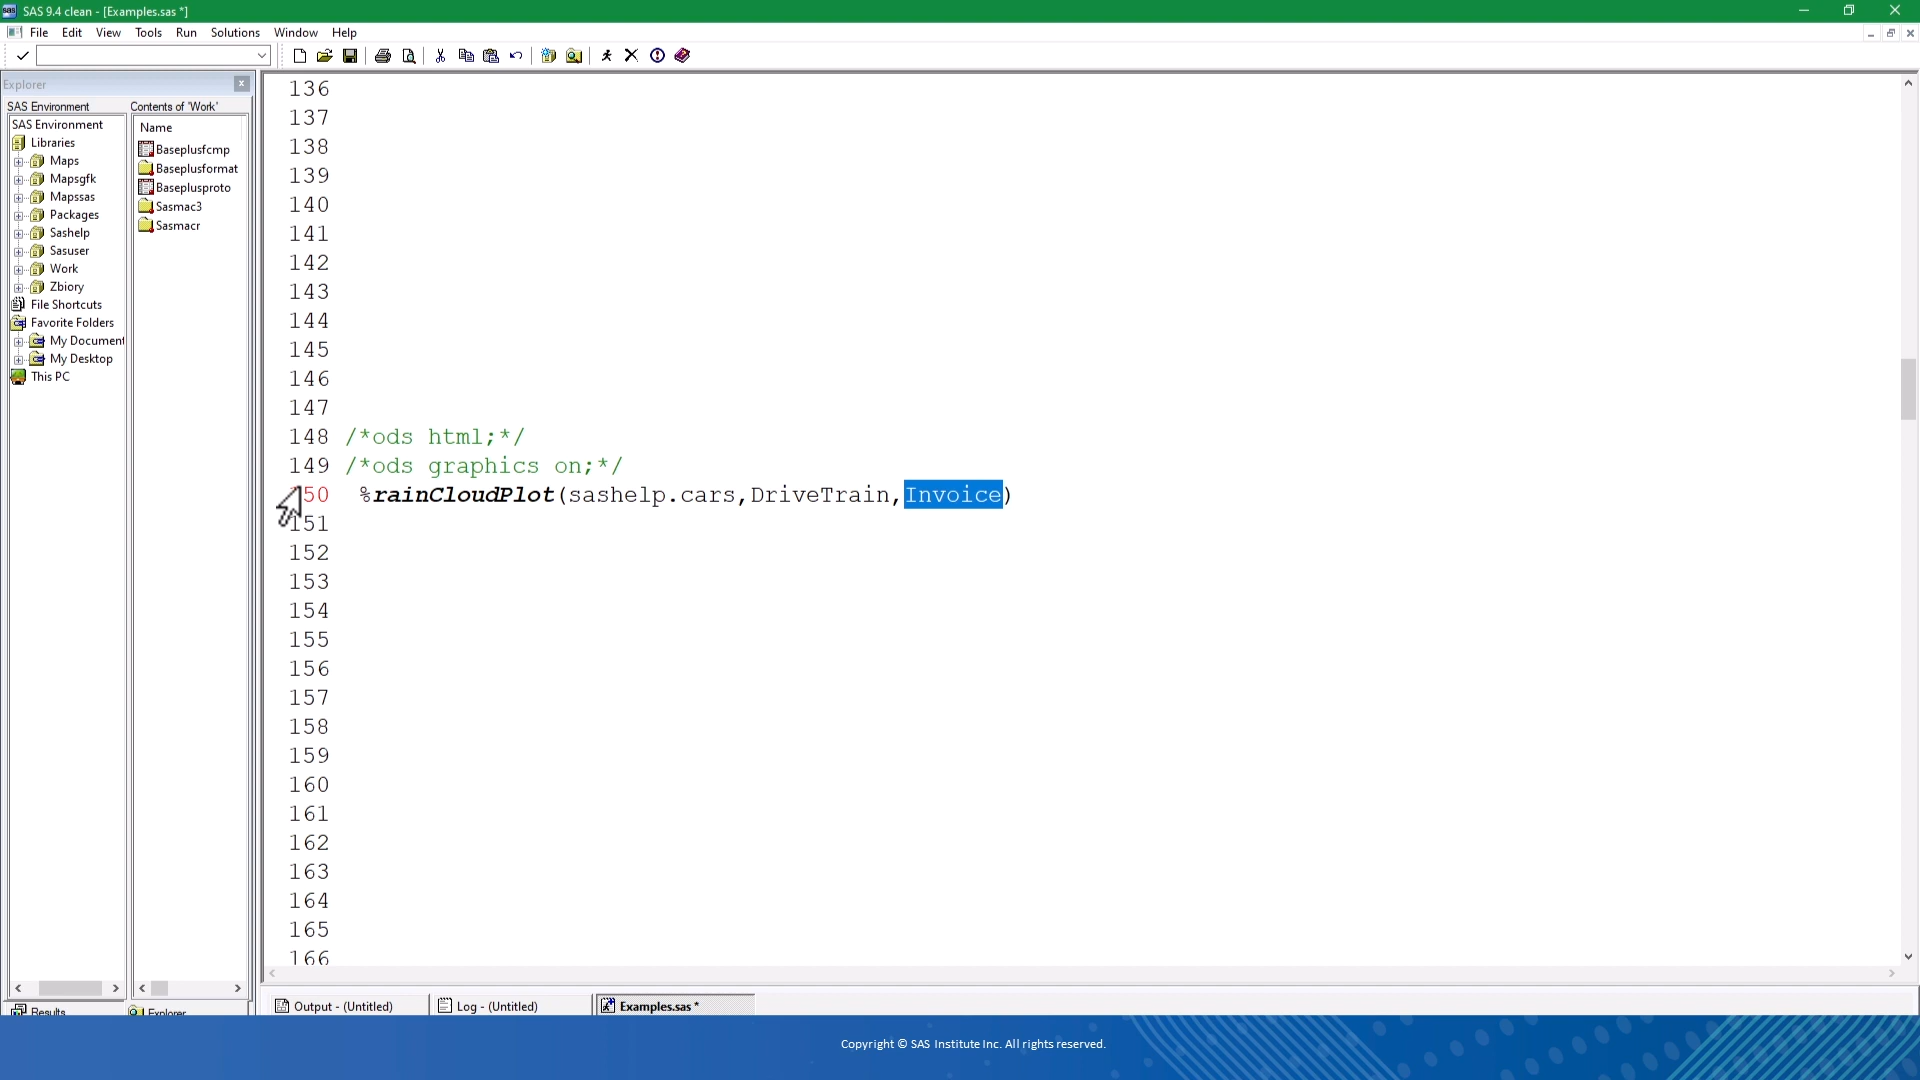 SAS 9.4 clean - [Examples.sas *]
File Edit View Tools Run Solutions Window Help
Explorer
SAS Environment
Contents of 'Work'
SAS Environment
Libraries
Maps
Mapsgfk
Mapssas
Packages
Sashelp
Sasuser
Work
Zbiory
File Shortcuts
Favorite Folders
My Document
My Desktop
This PC
Name
Baseplusfcmp
Baseplusformat
Baseplusproto
Sasmac3
Sasmacr
136
137
138
139
140
141
142
143
144
145
146
147
148 /*ods html;*/
149 /*ods graphics on;*/
150 %rainCloudPlot(sashelp.cars,DriveTrain,Invoice)
151
152
153
154
155
156
157
158
159
160
161
162
163
164
165
166
Results
Explorer
Output - (Untitled)
Log - (Untitled)
Examples.sas *
Copyright © SAS Institute Inc. All rights reserved.